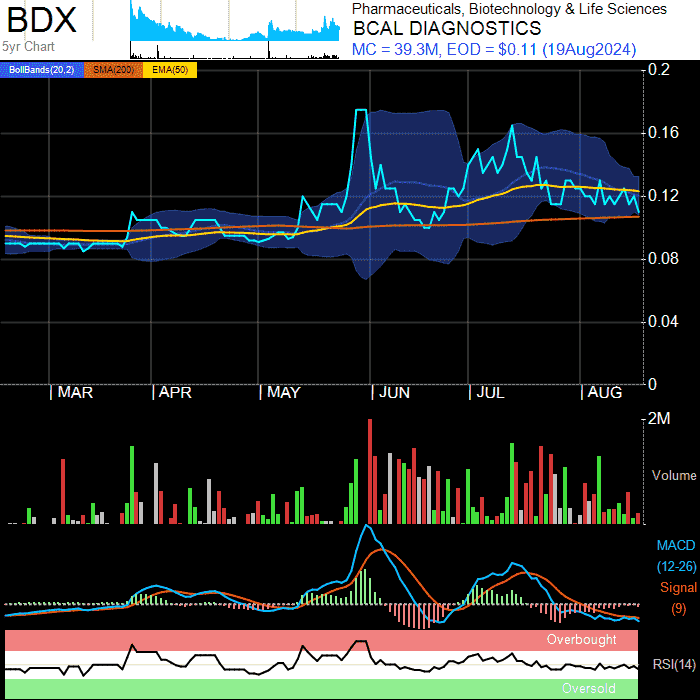 BDX
5yr Chart
Pharmaceuticals, Biotechnology & Life Sciences
BCAL DIAGNOSTICS
MC = 39.3M, EOD = $0.11 (19Aug2024)
BollBands(20,2) SMA(200) EMA(50)
0.2
0.16
0.12
0.08
0.04
0
MAR APR MAY JUN JUL AUG
2M
Volume
MACD
(12-26)
Signal
(9)
Overbought
RSI(14)
Oversold